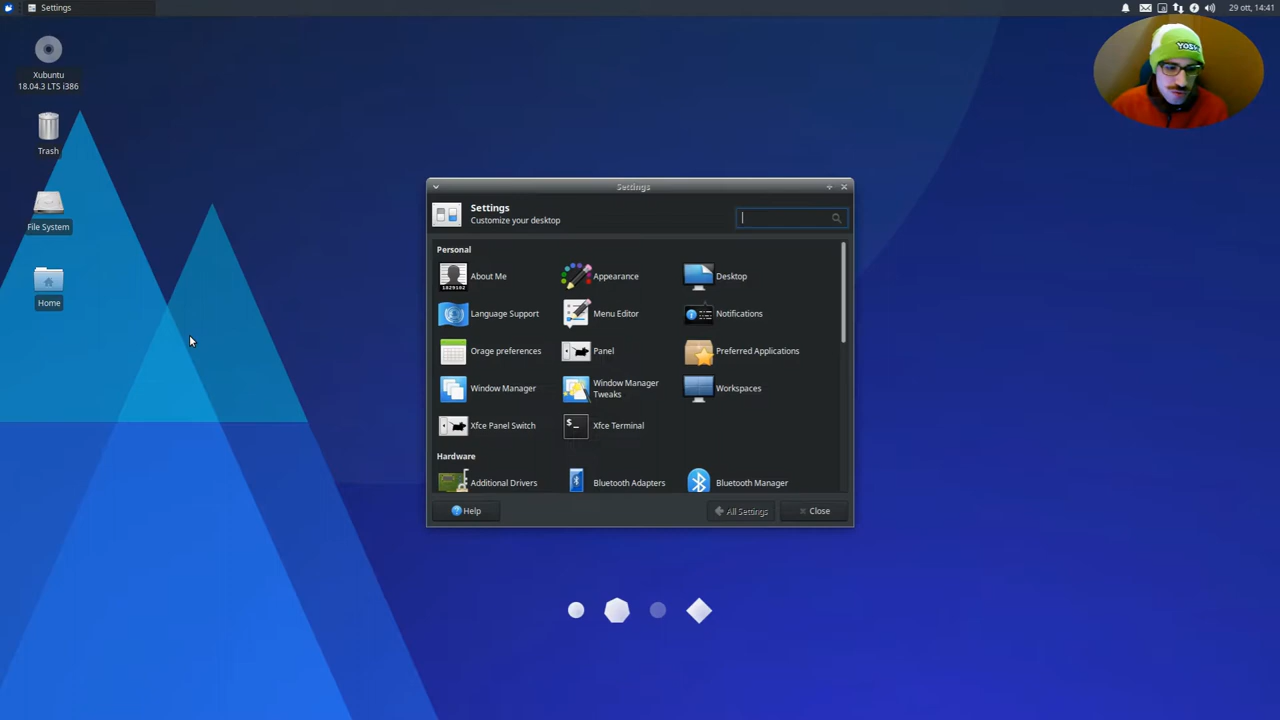 Settings
29 ott, 14:41
YOSHI
Xubuntu
18.04.3 LTS i386
Trash
File System
Home
Settings
Settings
Customize your desktop
Personal
About Me
Appearance
Desktop
Language Support
Menu Editor
Notifications
Orage preferences
Panel
Preferred Applications
Window Manager
Window Manager
Tweaks
Workspaces
Xfce Panel Switch
Xfce Terminal
Hardware
Additional Drivers
Bluetooth Adapters
Bluetooth Manager
Help
All Settings
Close